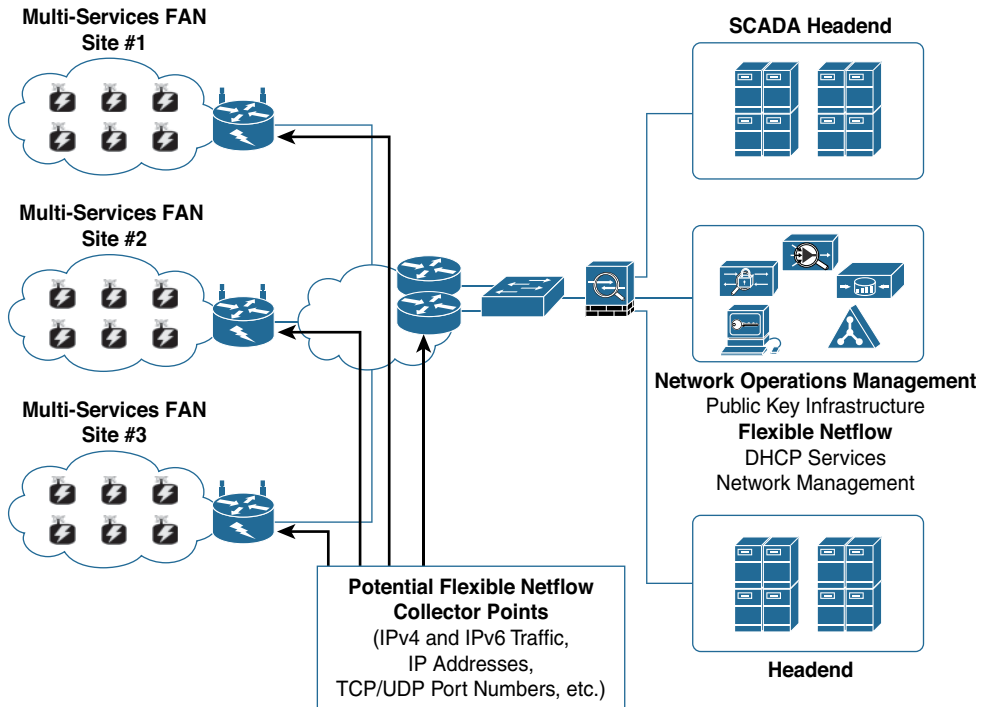 Multi-Services FAN
Site #1
SCADA Headend
Multi-Services FAN
Site #2
Network Operations Management
Public Key Infrastructure
Flexible Netflow
DHCP Services
Network Management
Multi-Services FAN
Site #3
Potential Flexible Netflow
Collector Points
(IPv4 and IPv6 Traffic,
IP Addresses,
TCP/UDP Port Numbers, etc.)
Headend